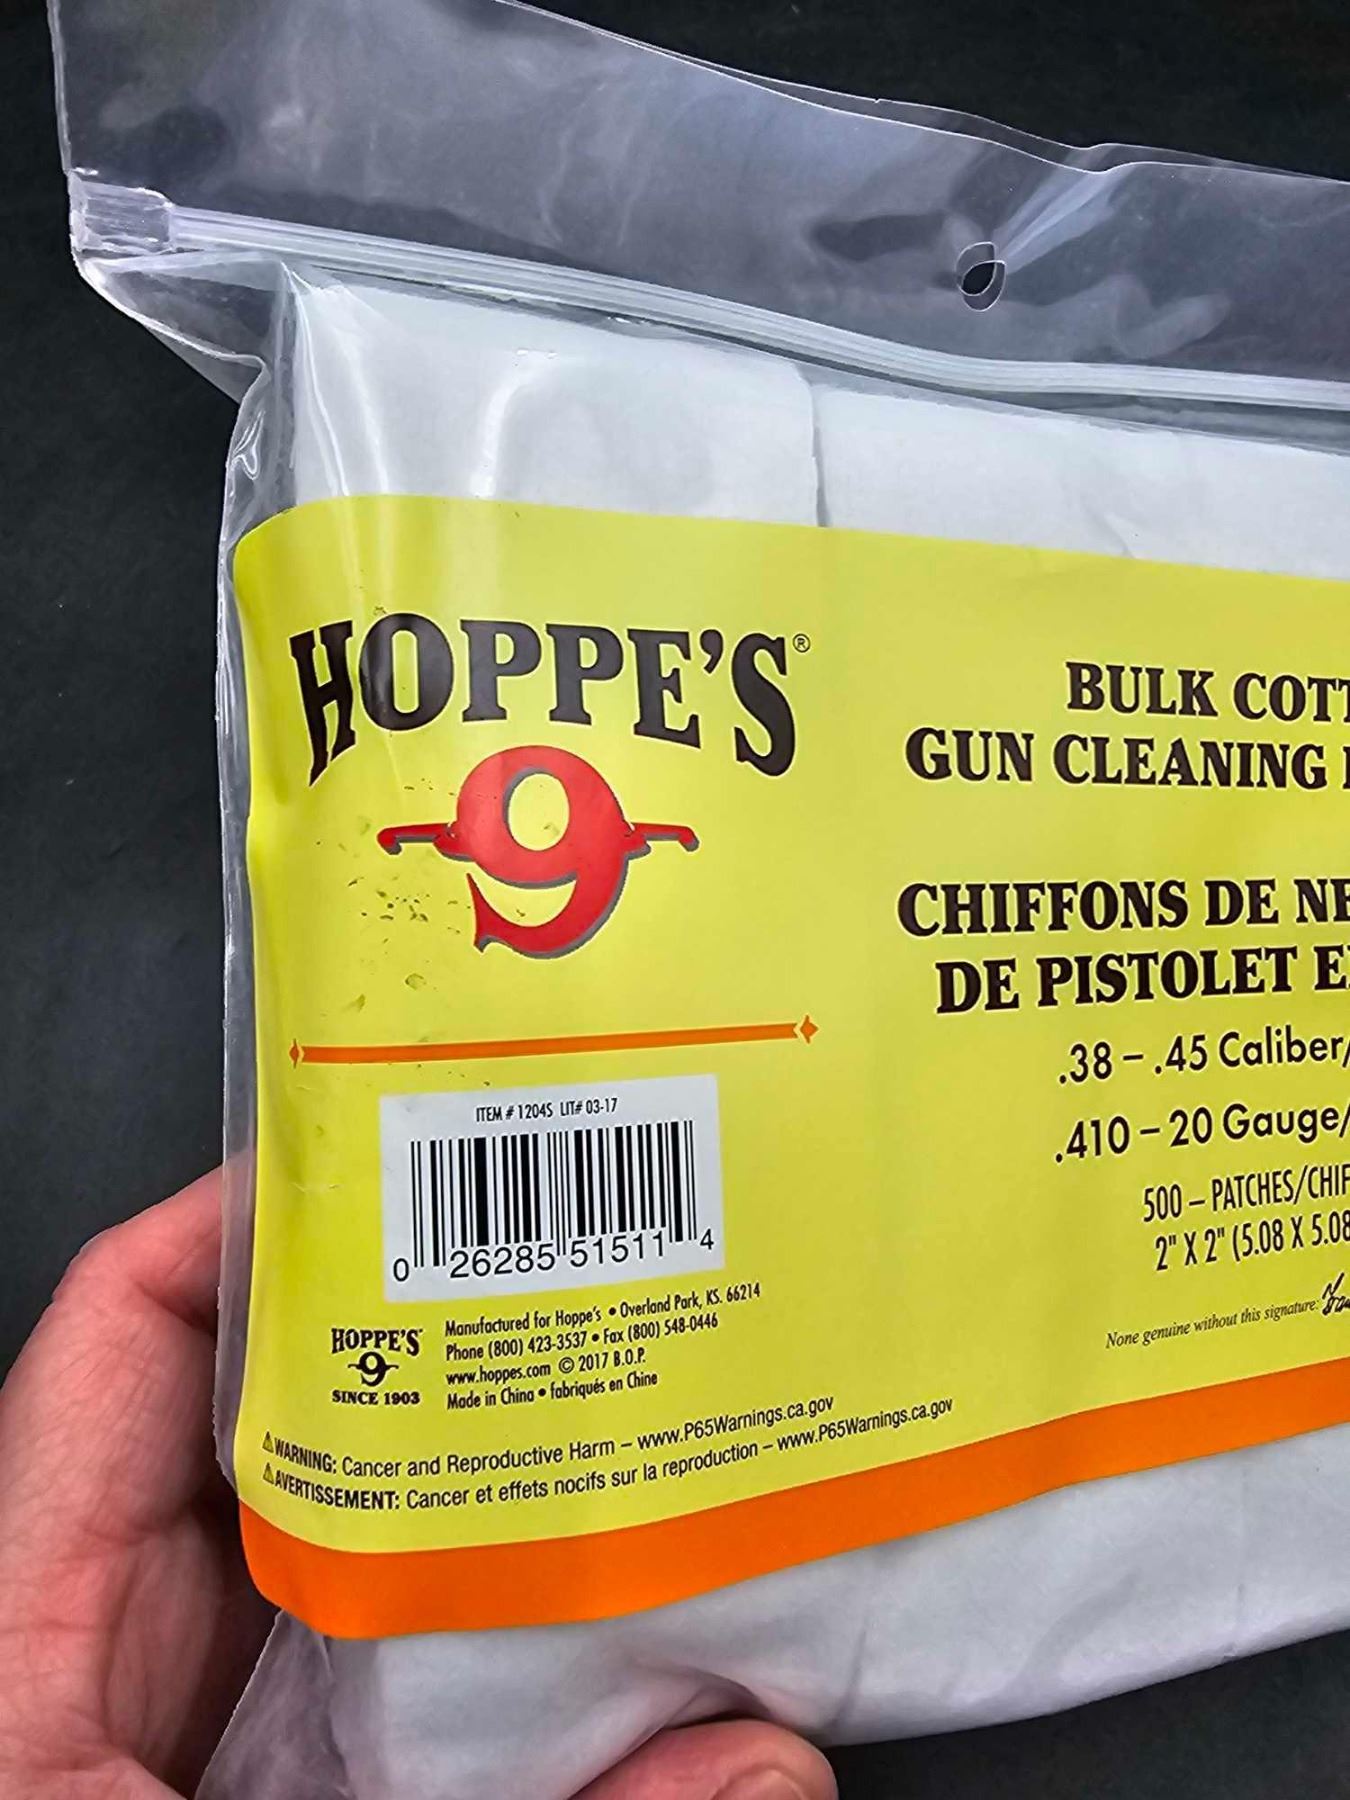 HOPPE'S®
9
BULK
GUN CLEANING
CHIFFONS DE
DE PISTOLET
.38 – .45 Caliber/
.410 – 20 Gauge/
500 – PATCHES/
2" X 2" (5.08 X 5.08
None genuine without this signature:
ITEM # 1204S LIT# 03-17
0 26285 51511 4
HOPPE'S
9
SINCE 1903
Manufactured for Hoppe's • Overland Park, KS. 66214
Phone (800) 423-3537 • Fax (800) 548-0446
www.hoppes.com © 2017 B.O.P.
Made in China • fabriqués en Chine
⚠WARNING: Cancer and Reproductive Harm – www.P65Warnings.ca.gov
⚠AVERTISSEMENT: Cancer et effets nocifs sur la reproduction – www.P65Warnings.ca.gov